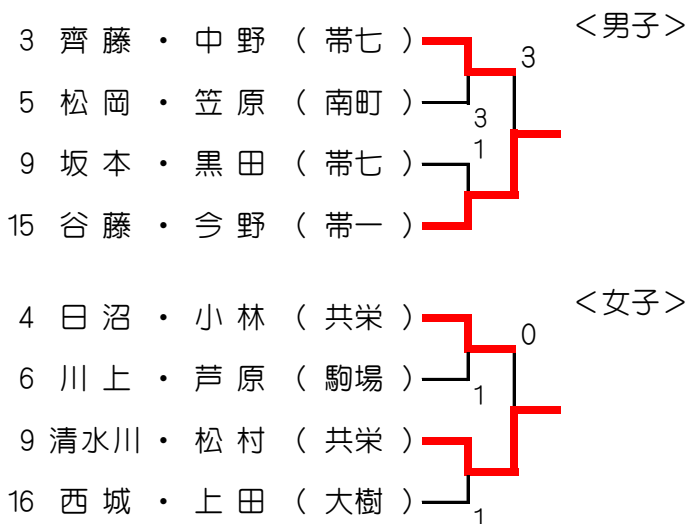 ＜男子＞
3 齊藤・中野（帯七）
3
5 松岡・笠原（南町）
3
1
9 坂本・黒田（帯七）
15 谷藤・今野（帯一）
＜女子＞
4 日沼・小林（共栄）
0
6 川上・芦原（駒場）
1
9 清水川・松村（共栄）
16 西城・上田（大樹）
1